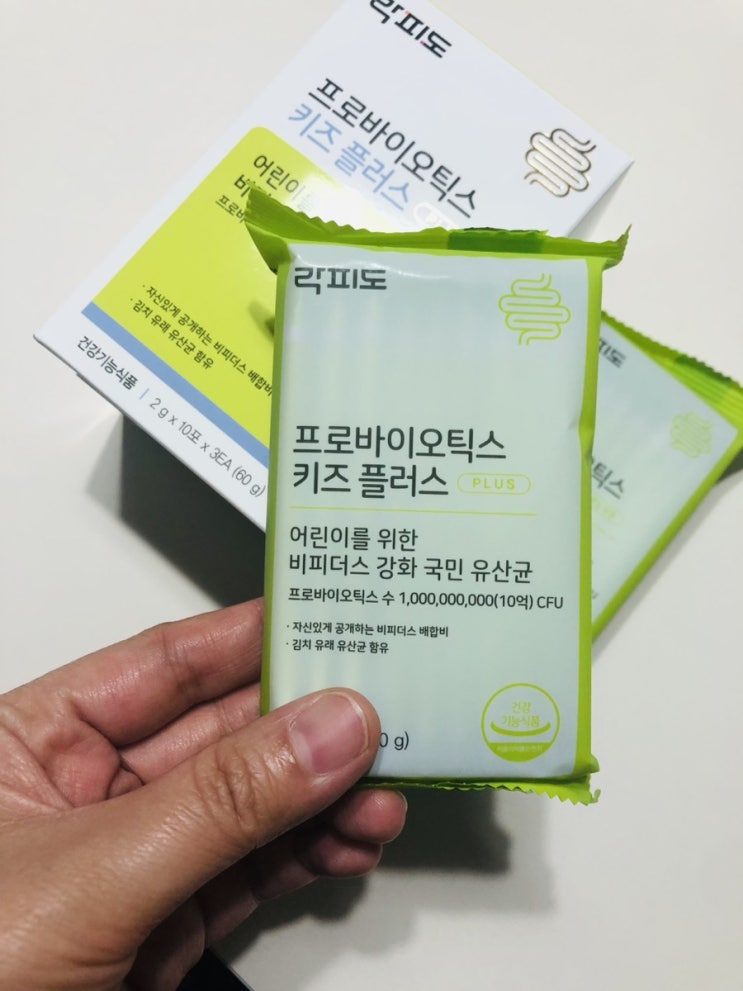 락피도
프로바이오틱스
키즈 플러스
어린이를
· 자신있게 공개하는 비피더스 배합비
· 김치 유래 유산균 함유
건강기능식품 | 2 g x 10포 x 3EA (60 g)
락피도
프로바이오틱스
키즈 플러스 PLUS
어린이를 위한
비피더스 강화 국민 유산균
프로바이오틱스 수 1,000,000,000(10억) CFU
· 자신있게 공개하는 비피더스 배합비
· 김치 유래 유산균 함유
건강
기능식품
0 g)